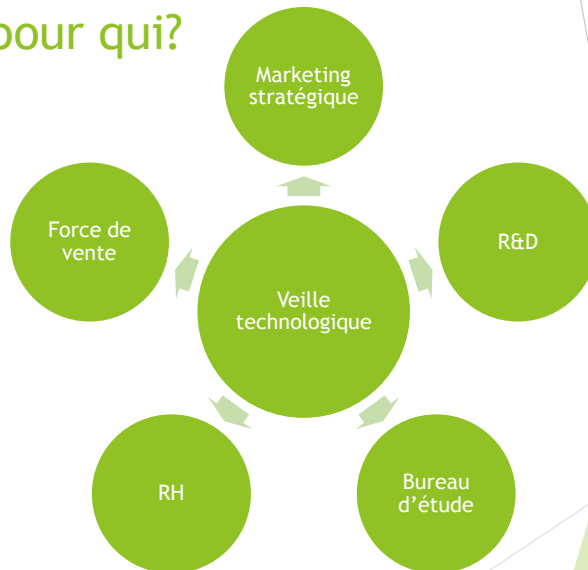 pour qui?
Marketing
stratégique
Force de
vente
R&D
Veille
technologique
RH
Bureau
d’étude